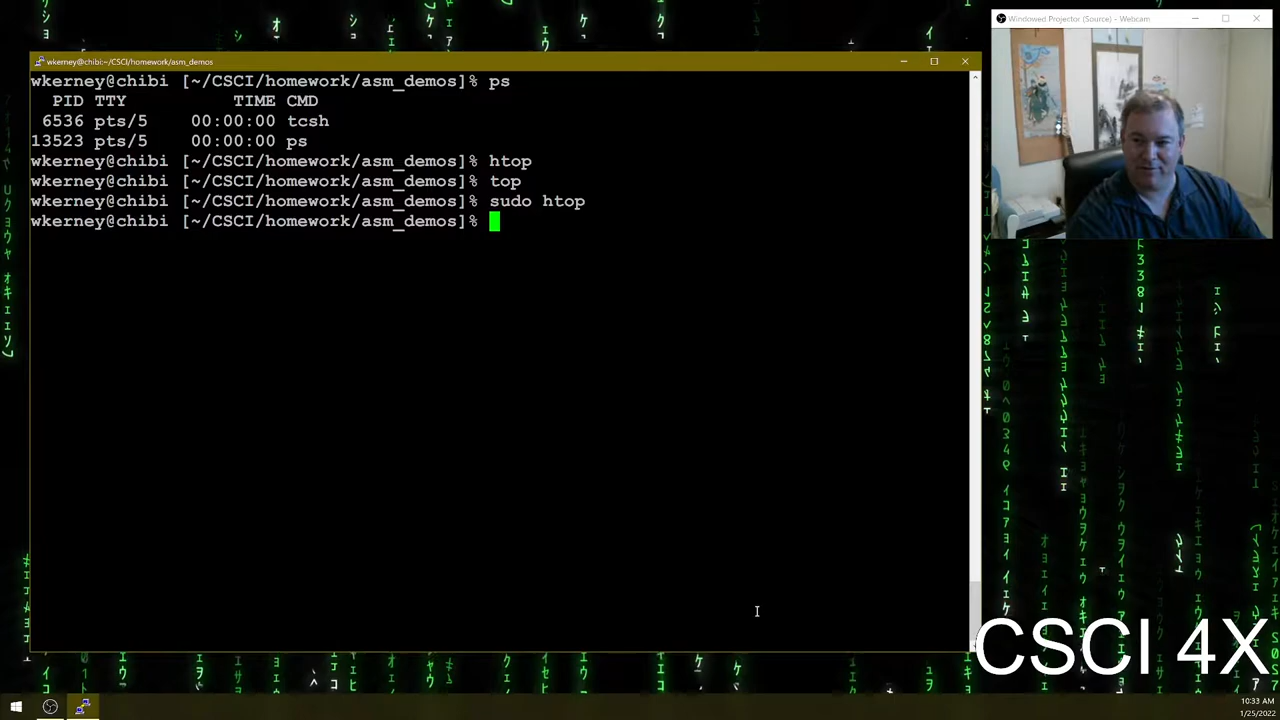 Windowed Projector (Source) - Webcam
wkerney@chibi:~/CSCI/homework/asm_demos
wkerney@chibi [~/CSCI/homework/asm_demos]% ps
PID TTY TIME CMD
6536 pts/5 00:00:00 tcsh
13523 pts/5 00:00:00 ps
wkerney@chibi [~/CSCI/homework/asm_demos]% htop
wkerney@chibi [~/CSCI/homework/asm_demos]% top
wkerney@chibi [~/CSCI/homework/asm_demos]% sudo htop
wkerney@chibi [~/CSCI/homework/asm_demos]%
CSCI 4X
10:33 AM
1/25/2022